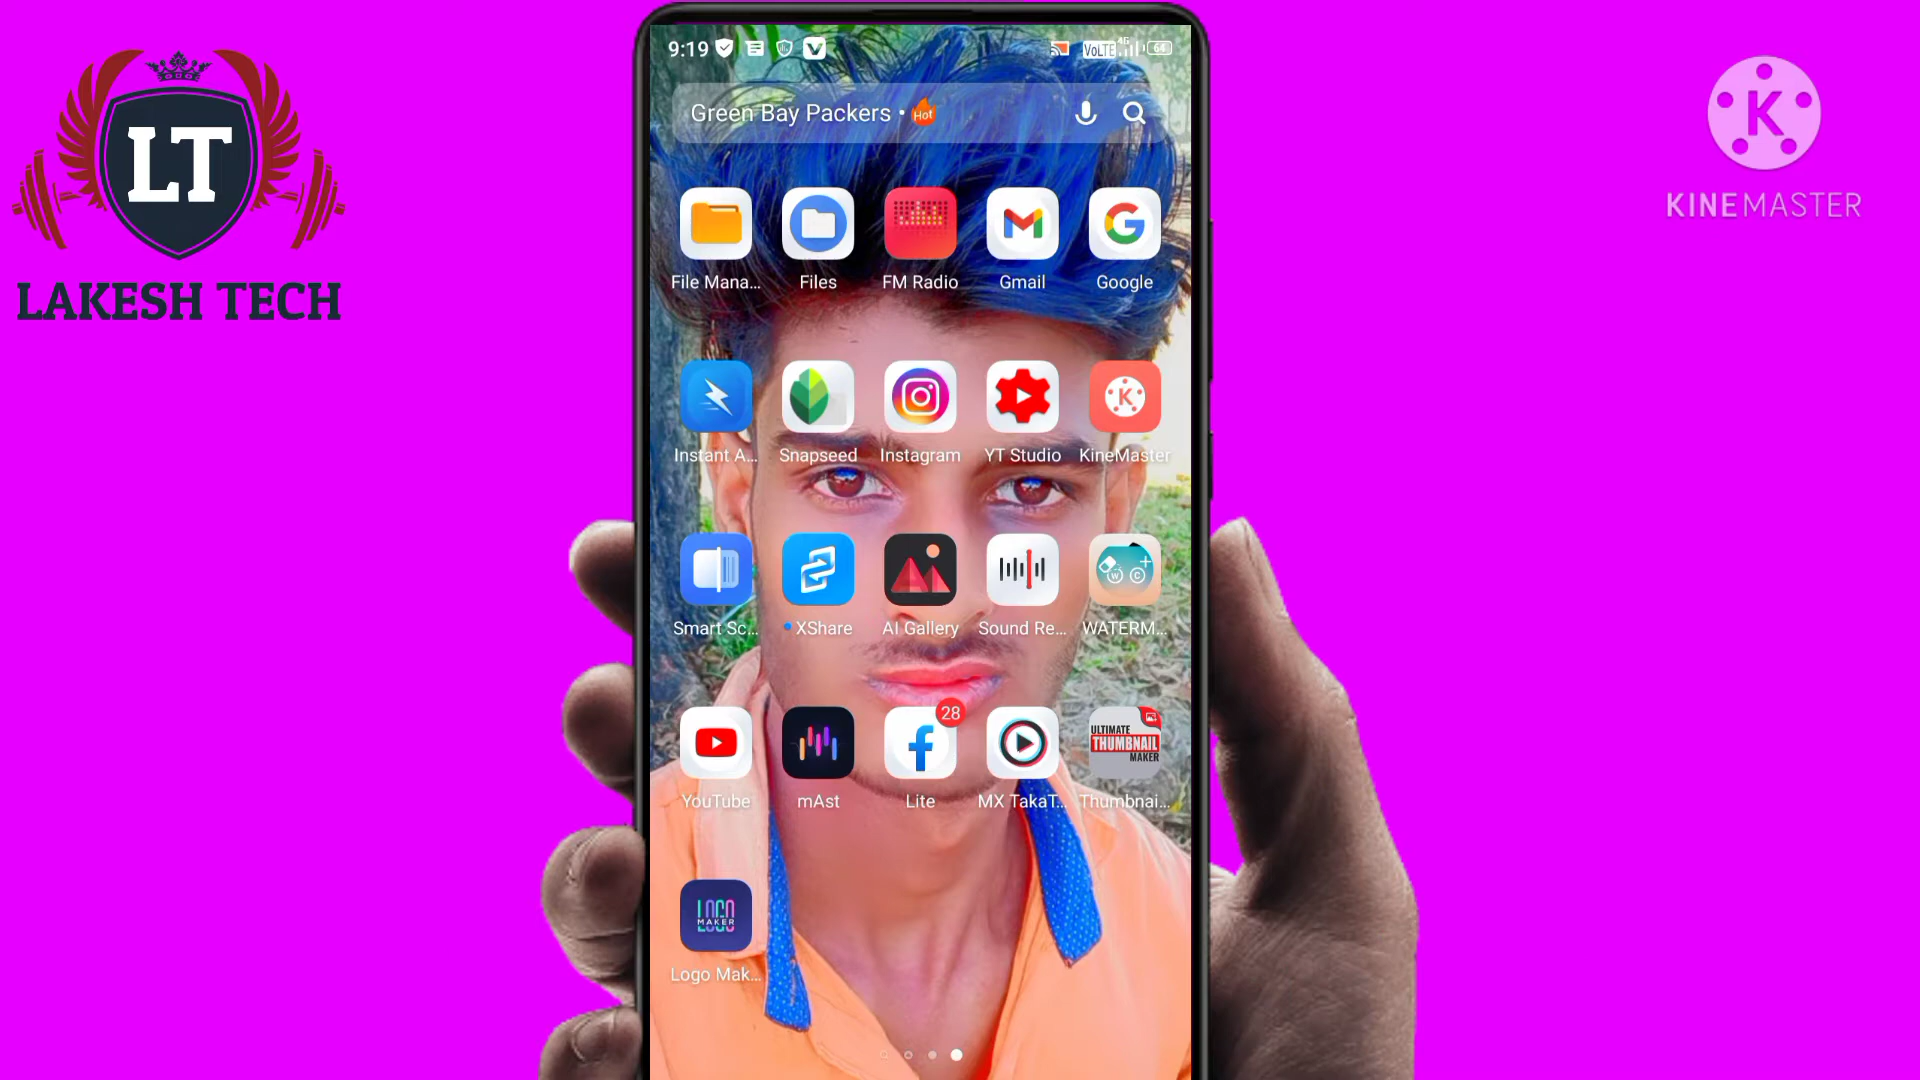 LT
LAKESH TECH
K
KINEMASTER
9:19
VoLTE 4G 64
Green Bay Packers • Hot
File Mana... Files FM Radio Gmail Google
Instant A... Snapseed Instagram YT Studio KineMaster
Smart Sc... XShare AI Gallery Sound Re... WATERM...
28
ULTIMATE
THUMBNAIL
MAKER
YouTube mAst Lite MX TakaT... Thumbnai...
LOGO
MAKER
Logo Mak...